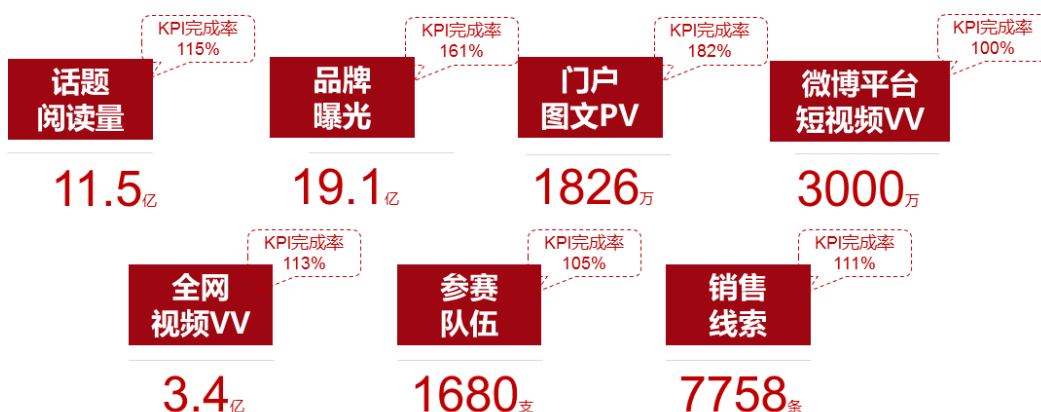 KPI完成率
115%
话题
阅读量
11.5亿
KPI完成率
161%
品牌
曝光
19.1亿
KPI完成率
182%
门户
图文PV
1826万
KPI完成率
100%
微博平台
短视频VV
3000万
KPI完成率
113%
全网
视频VV
3.4亿
KPI完成率
105%
参赛
队伍
1680支
KPI完成率
111%
销售
线索
7758条